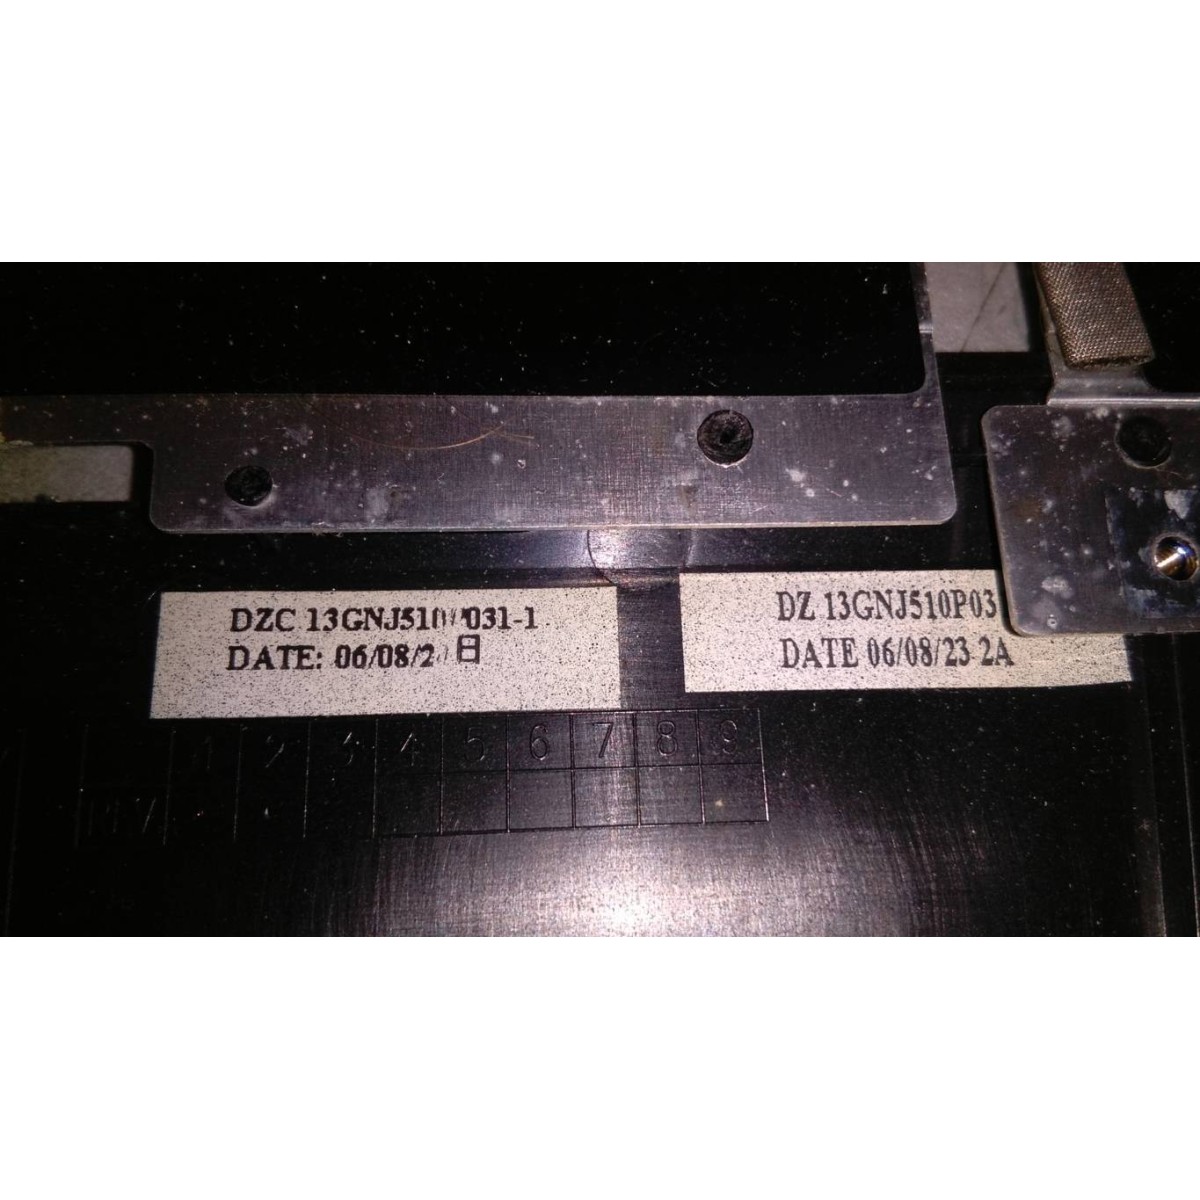 DZC
DATE: 06/08/2 日
DZ 13GNJ510P03
DATE 06/08/23 2A
1 2 3 4 5 6 7 8 9